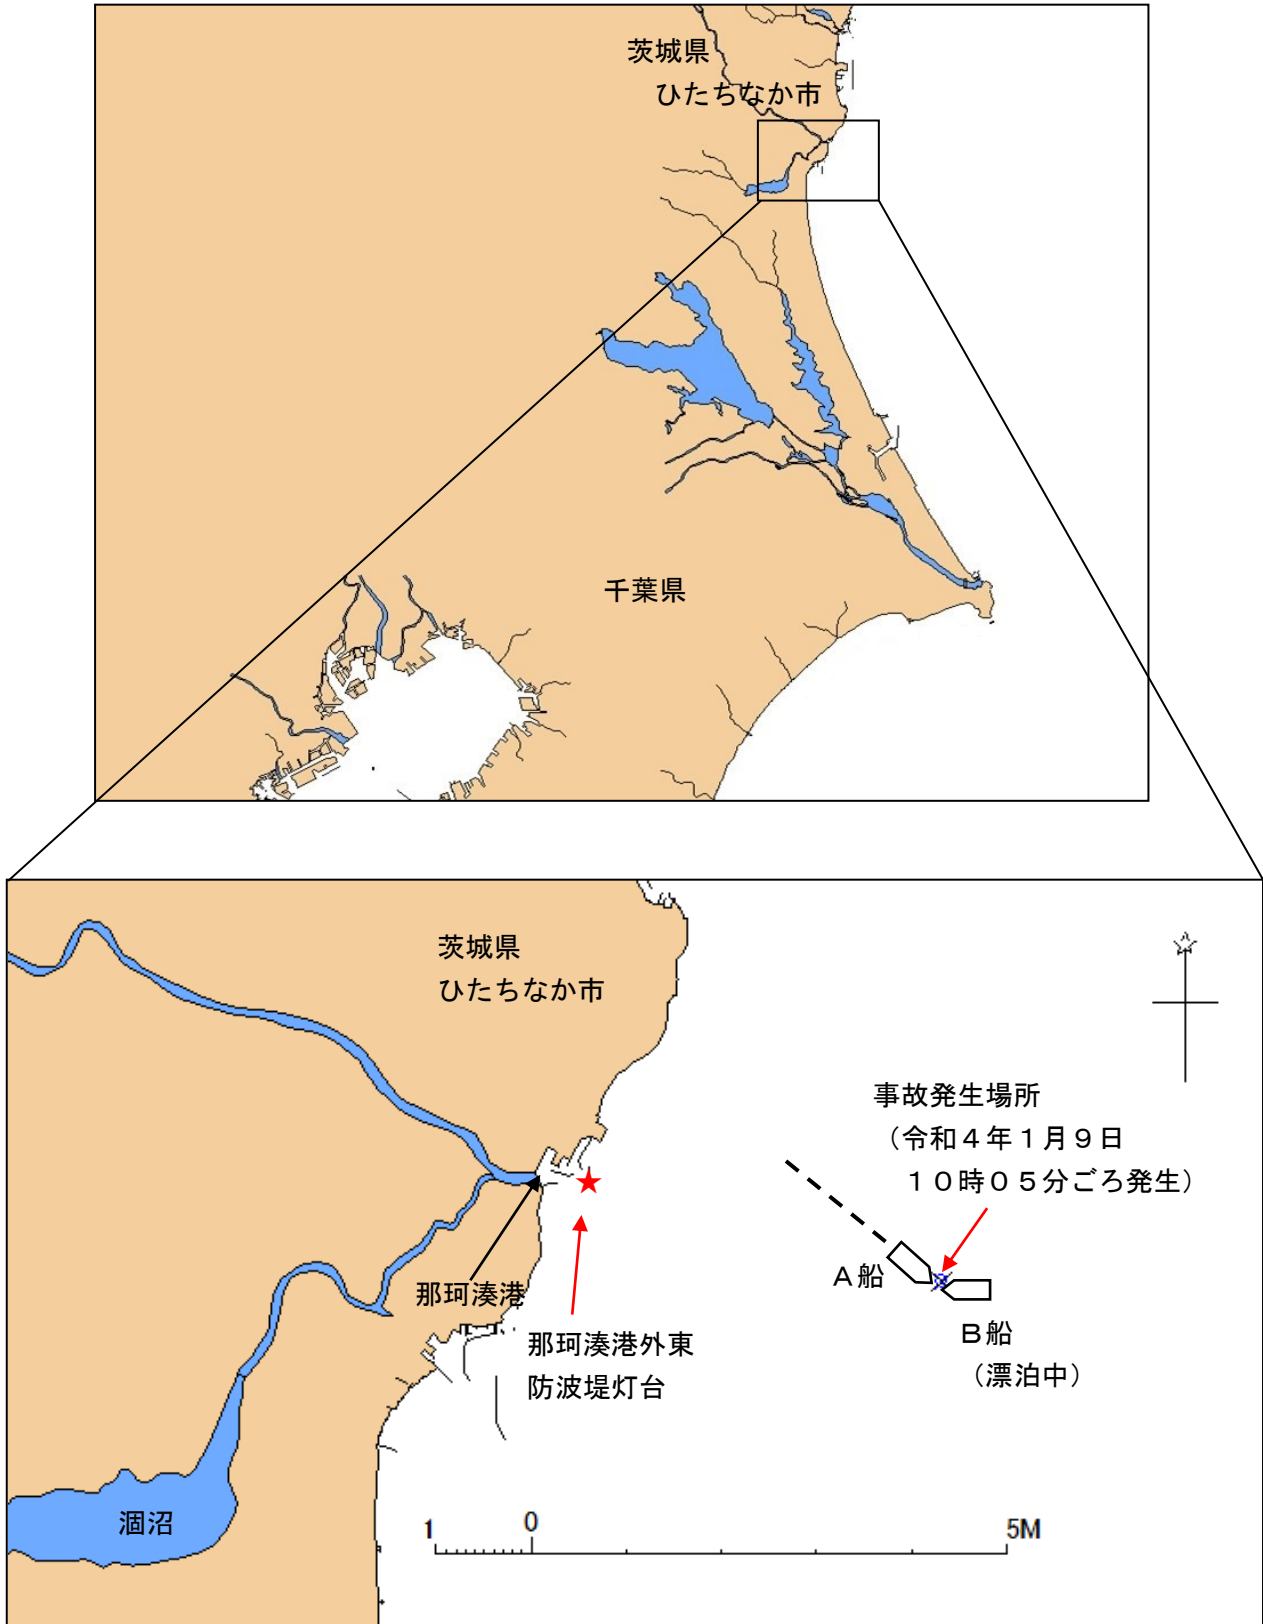 茨城県
ひたちなか市
千葉県
茨城県
ひたちなか市
事故発生場所
（令和４年１月９日
１０時０５分ごろ発生）
Ａ船
那珂湊港
Ｂ船
（漂泊中）
那珂湊港外東
防波堤灯台
涸沼
1 0 5M